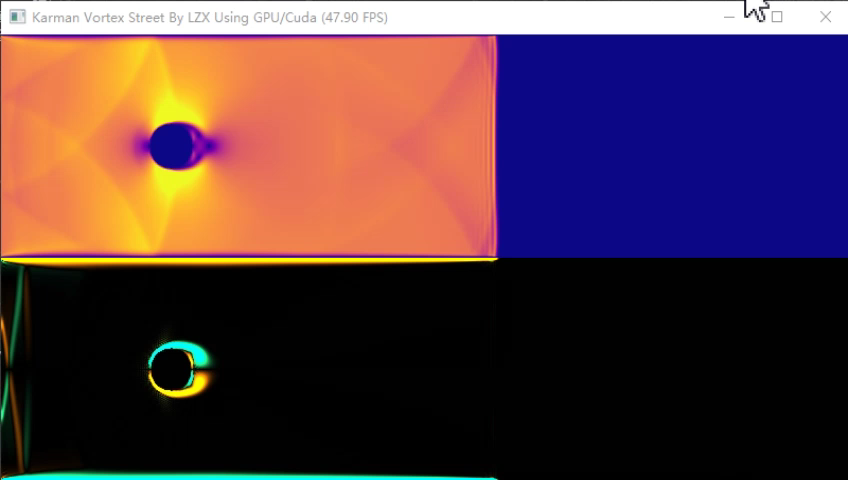 Karman Vortex Street By LZX Using GPU/Cuda (47.90 FPS)